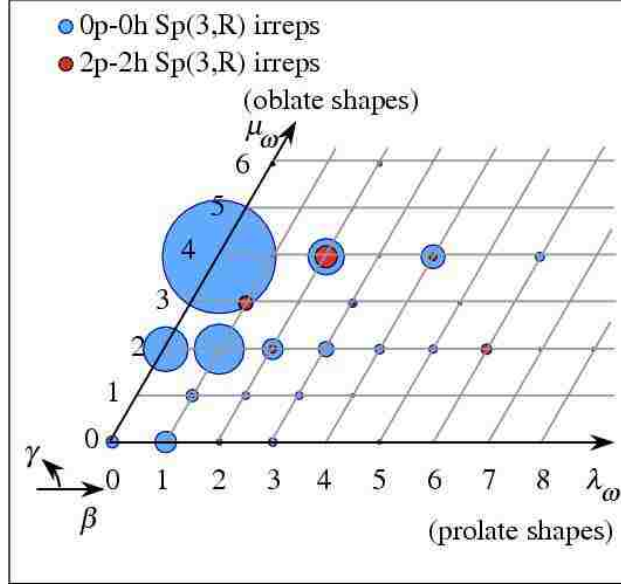 0p-0h Sp(3,R) irreps
2p-2h Sp(3,R) irreps
(oblate shapes)
μω
6
5
4
3
2
1
0
γ
β
0 1 2 3 4 5 6 7 8 λω
(prolate shapes)